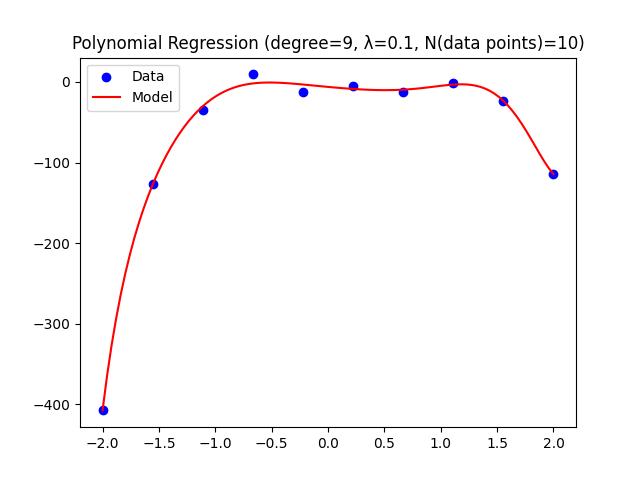 Polynomial Regression (degree=9, λ=0.1, N(data points)=10)
Data
Model
0
−100
−200
−300
−400
−2.0 −1.5 −1.0 −0.5 0.0 0.5 1.0 1.5 2.0